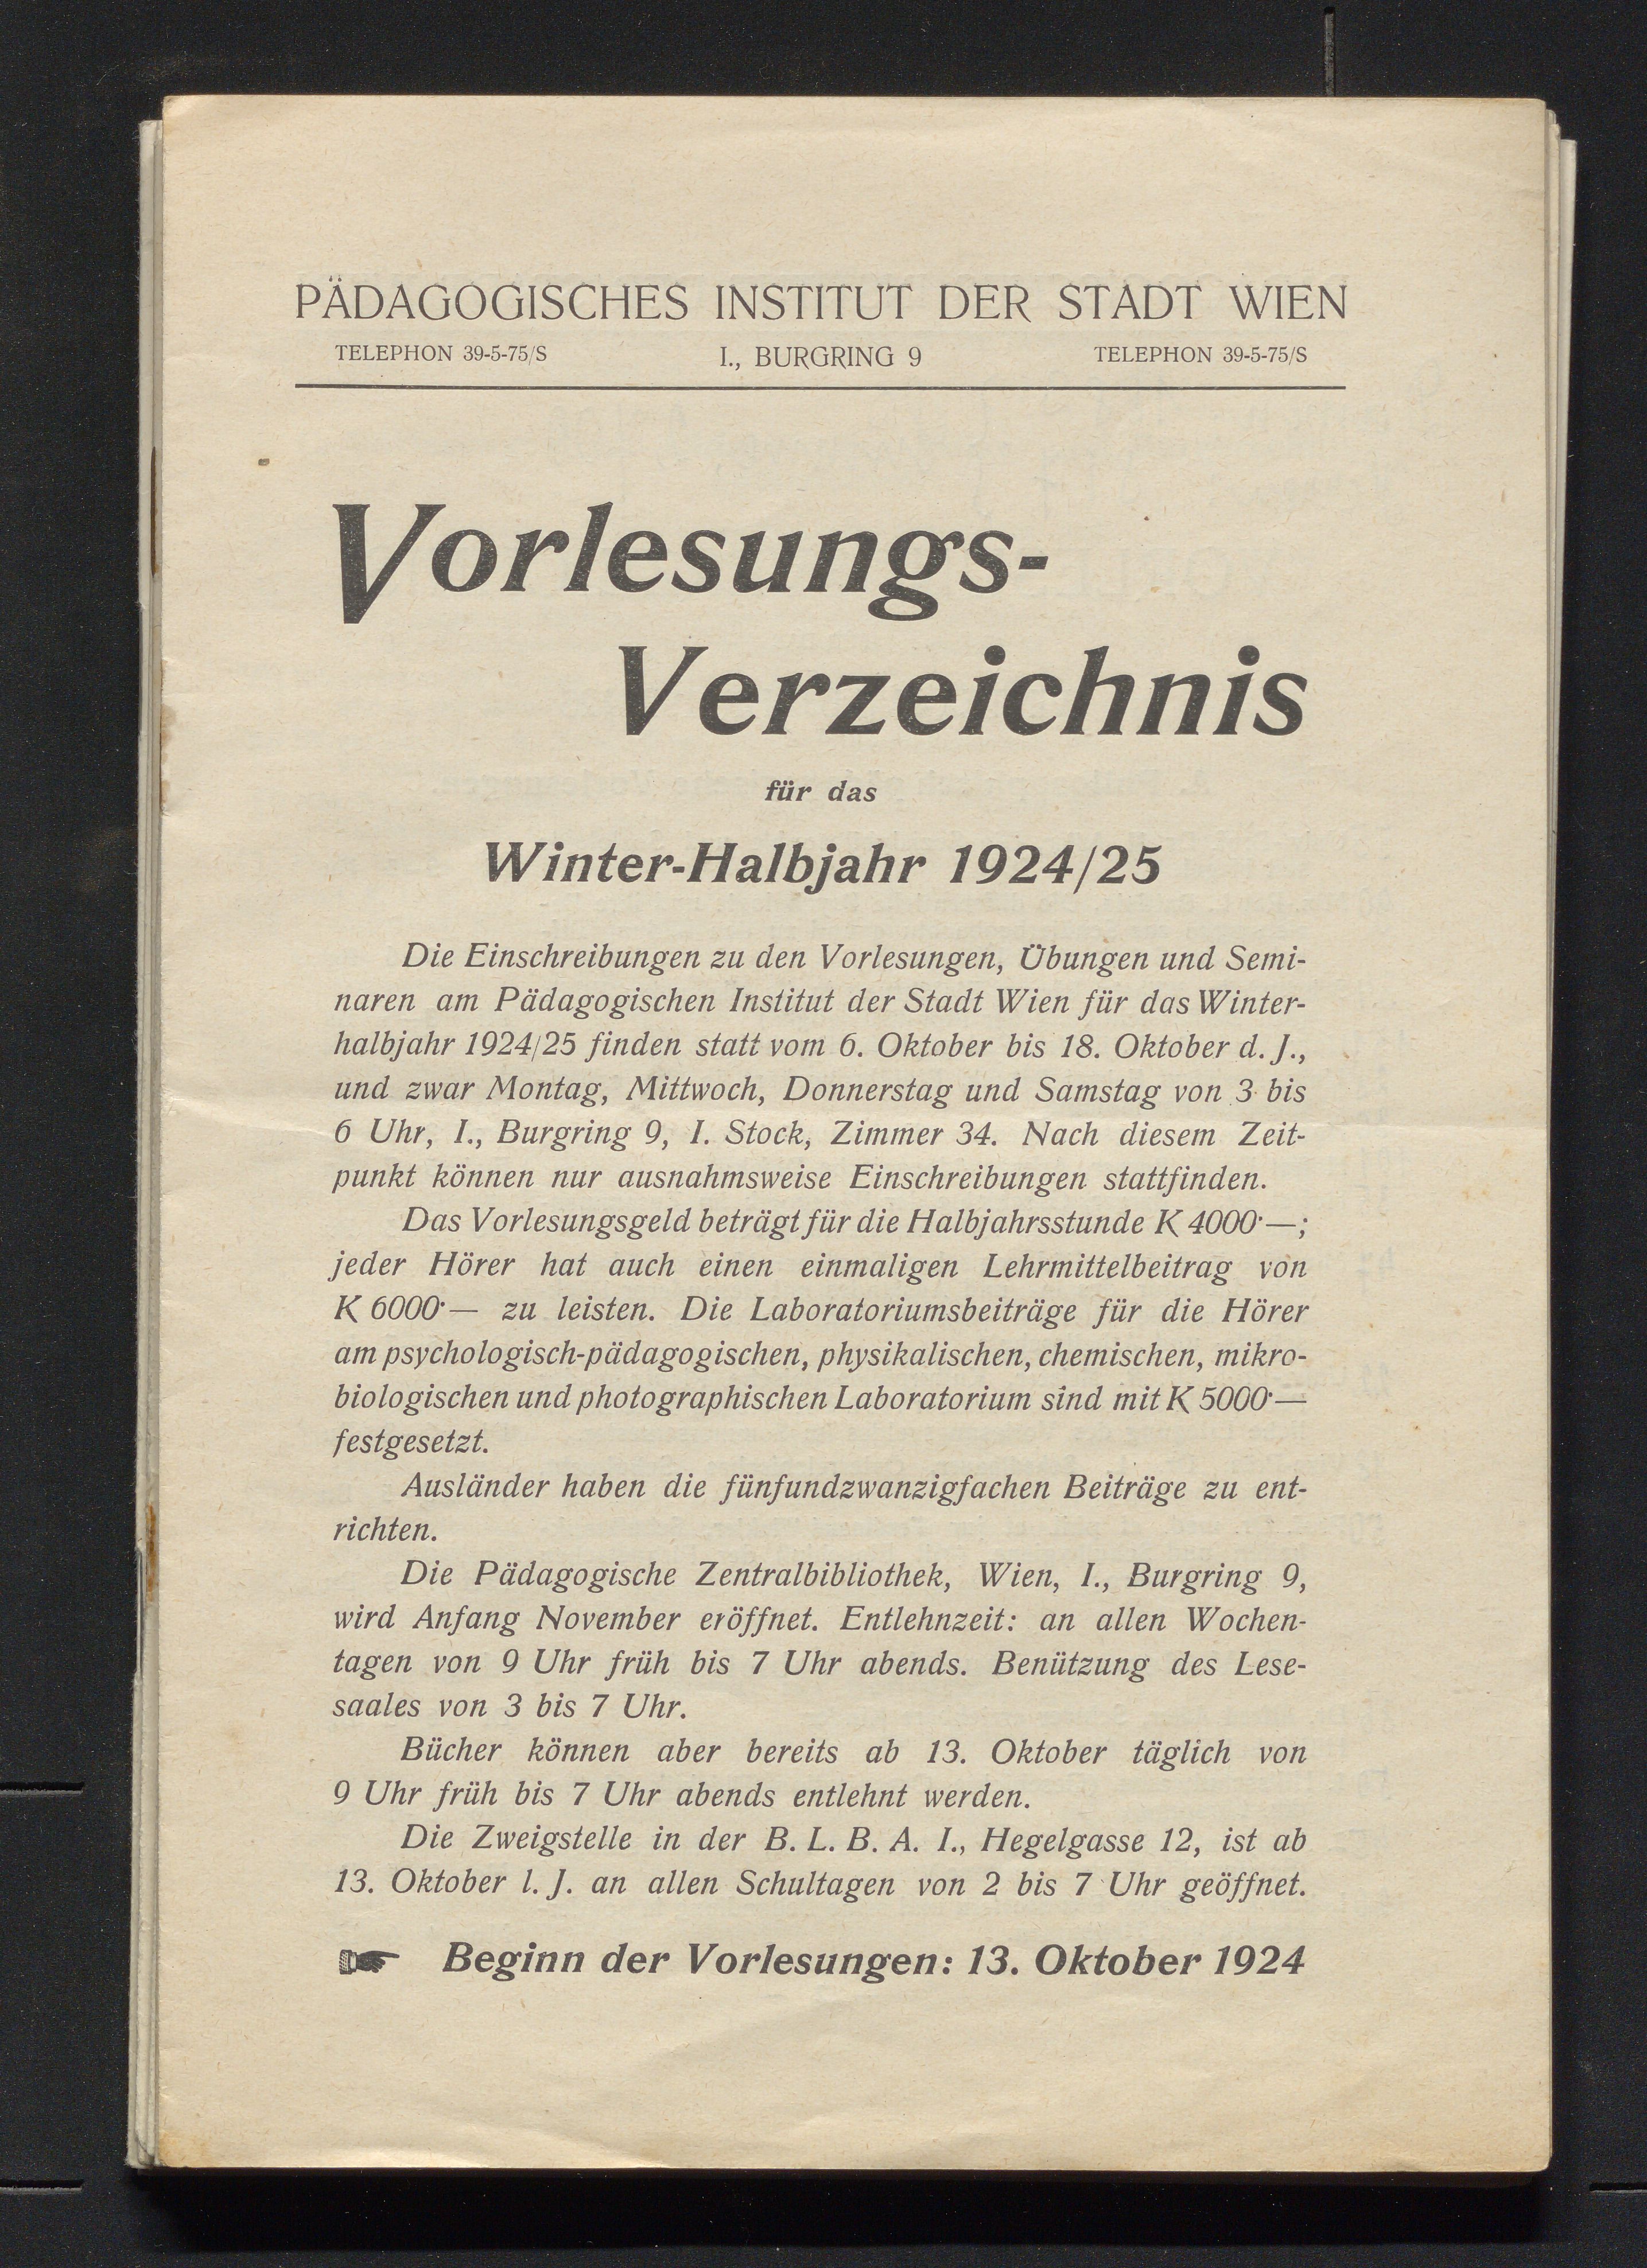 PÄDAGOGISCHES INSTITUT DER STADT WIEN
TELEPHON 39-5-75/S I., BURGRING 9 TELEPHON 39-5-75/S
Vorlesungs-
Verzeichnis
für das
Winter-Halbjahr 1924/25
Die Einschreibungen zu den Vorlesungen, Übungen und Semi-
naren am Pädagogischen Institut der Stadt Wien für das Winter-
halbjahr 1924/25 finden statt vom 6. Oktober bis 18. Oktober d. J.,
und zwar Montag, Mittwoch, Donnerstag und Samstag von 3 bis
6 Uhr, I., Burgring 9, I. Stock, Zimmer 34. Nach diesem Zeit-
punkt können nur ausnahmsweise Einschreibungen stattfinden.
Das Vorlesungsgeld beträgt für die Halbjahrsstunde K 4000·—;
jeder Hörer hat auch einen einmaligen Lehrmittelbeitrag von
K 6000·— zu leisten. Die Laboratoriumsbeiträge für die Hörer
am psychologisch-pädagogischen, physikalischen, chemischen, mikro-
biologischen und photographischen Laboratorium sind mit K 5000·—
festgesetzt.
Ausländer haben die fünfundzwanzigfachen Beiträge zu ent-
richten.
Die Pädagogische Zentralbibliothek, Wien, I., Burgring 9,
wird Anfang November eröffnet. Entlehnzeit: an allen Wochen-
tagen von 9 Uhr früh bis 7 Uhr abends. Benützung des Lese-
saales von 3 bis 7 Uhr.
Bücher können aber bereits ab 13. Oktober täglich von
9 Uhr früh bis 7 Uhr abends entlehnt werden.
Die Zweigstelle in der B. L. B. A. I., Hegelgasse 12, ist ab
13. Oktober l. J. an allen Schultagen von 2 bis 7 Uhr geöffnet.
☛ Beginn der Vorlesungen: 13. Oktober 1924